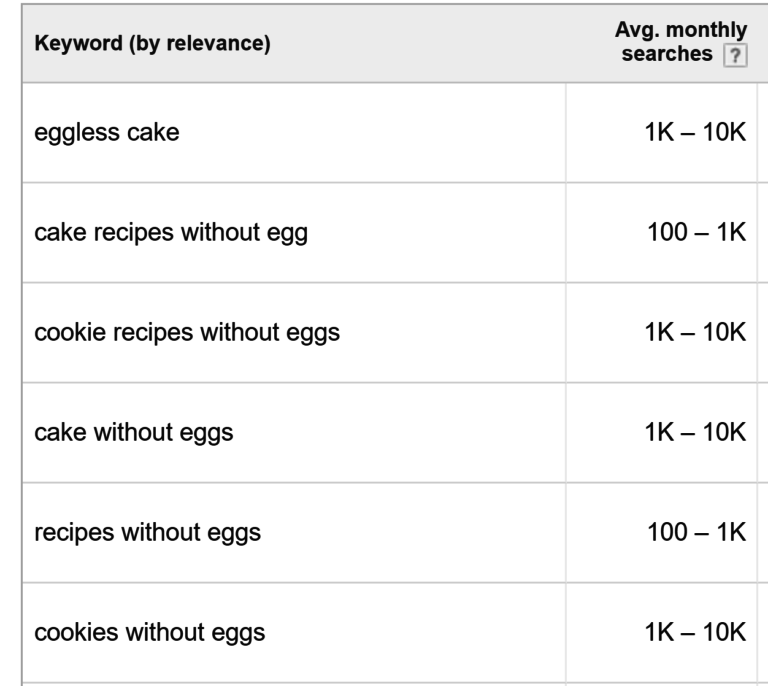 Keyword (by relevance)
Avg. monthly
searches ?
eggless cake
1K – 10K
cake recipes without egg
100 – 1K
cookie recipes without eggs
1K – 10K
cake without eggs
1K – 10K
recipes without eggs
100 – 1K
cookies without eggs
1K – 10K